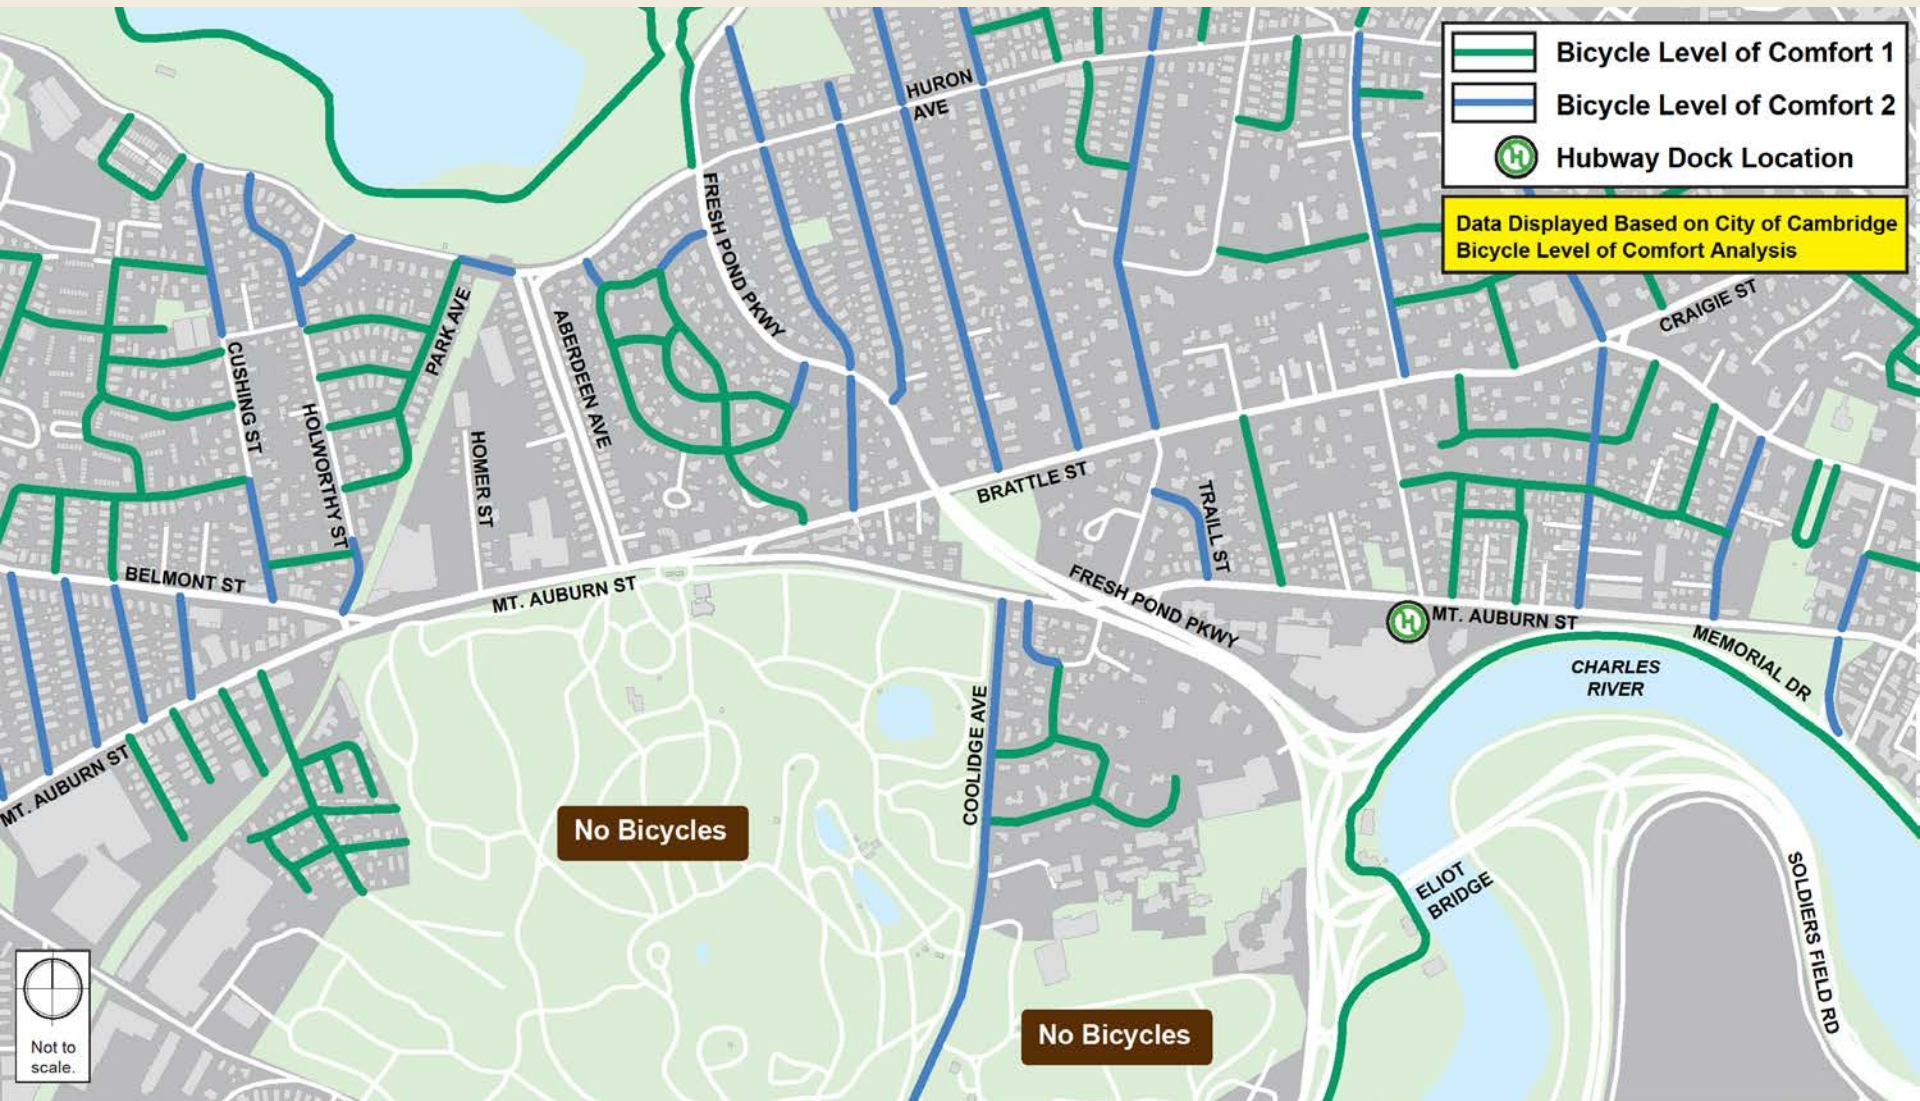 Bicycle Level of Comfort 1
Bicycle Level of Comfort 2
H
Hubway Dock Location
Data Displayed Based on City of Cambridge
Bicycle Level of Comfort Analysis
HURON
AVE
FRESH POND PKWY
CRAIGIE ST
PARK AVE
ABERDEEN AVE
CUSHING ST
HOLWORTHY ST
HOMER ST
BRATTLE ST
TRAILL ST
BELMONT ST
MT. AUBURN ST
FRESH POND PKWY
H
MT. AUBURN ST
MEMORIAL DR
CHARLES
RIVER
COOLIDGE AVE
MT. AUBURN ST
No Bicycles
ELIOT
BRIDGE
SOLDIERS FIELD RD
No Bicycles
Not to
scale.